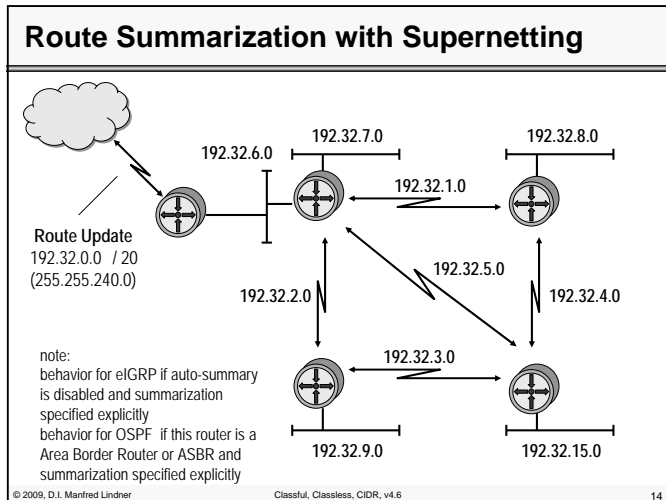 Route Summarization with Supernetting
192.32.7.0
192.32.8.0
192.32.6.0
192.32.1.0
Route Update
192.32.0.0 / 20
(255.255.240.0)
192.32.5.0
192.32.2.0
192.32.4.0
192.32.3.0
note:
behavior for eIGRP if auto-summary
is disabled and summarization
specified explicitly
behavior for OSPF if this router is a
Area Border Router or ASBR and
summarization specified explicitly
192.32.9.0
192.32.15.0
© 2009, D.I. Manfred Lindner
Classful, Classless, CIDR, v4.6
14